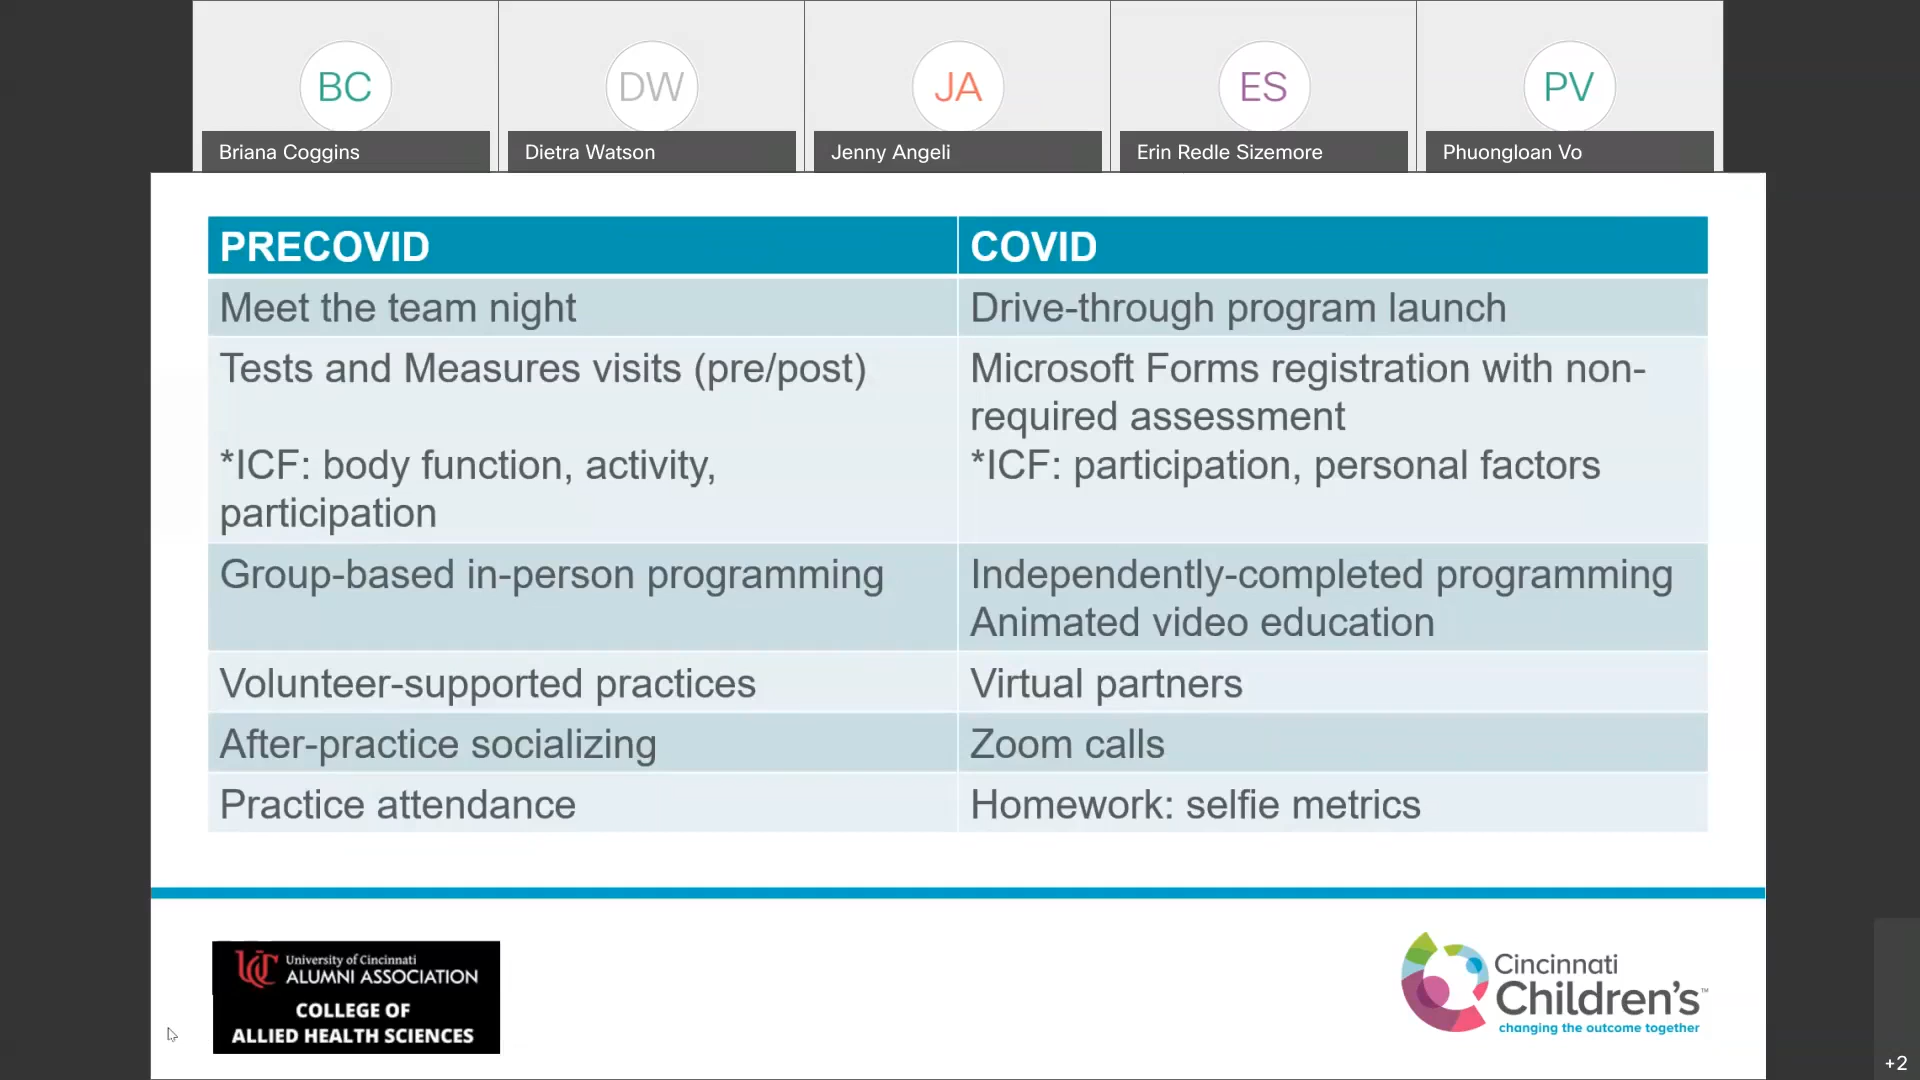 BC
DW
JA
ES
PV
Briana Coggins
Dietra Watson
Jenny Angeli
Erin Redle Sizemore
Phuongloan Vo
PRECOVID
COVID
Meet the team night
Drive-through program launch
Tests and Measures visits (pre/post)
*ICF: body function, activity,
participation
Microsoft Forms registration with non-
required assessment
*ICF: participation, personal factors
Group-based in-person programming
Independently-completed programming
Animated video education
Volunteer-supported practices
Virtual partners
After-practice socializing
Zoom calls
Practice attendance
Homework: selfie metrics
UC
University of Cincinnati
ALUMNI ASSOCIATION
COLLEGE OF
ALLIED HEALTH SCIENCES
Cincinnati
Children's™
changing the outcome together
+2